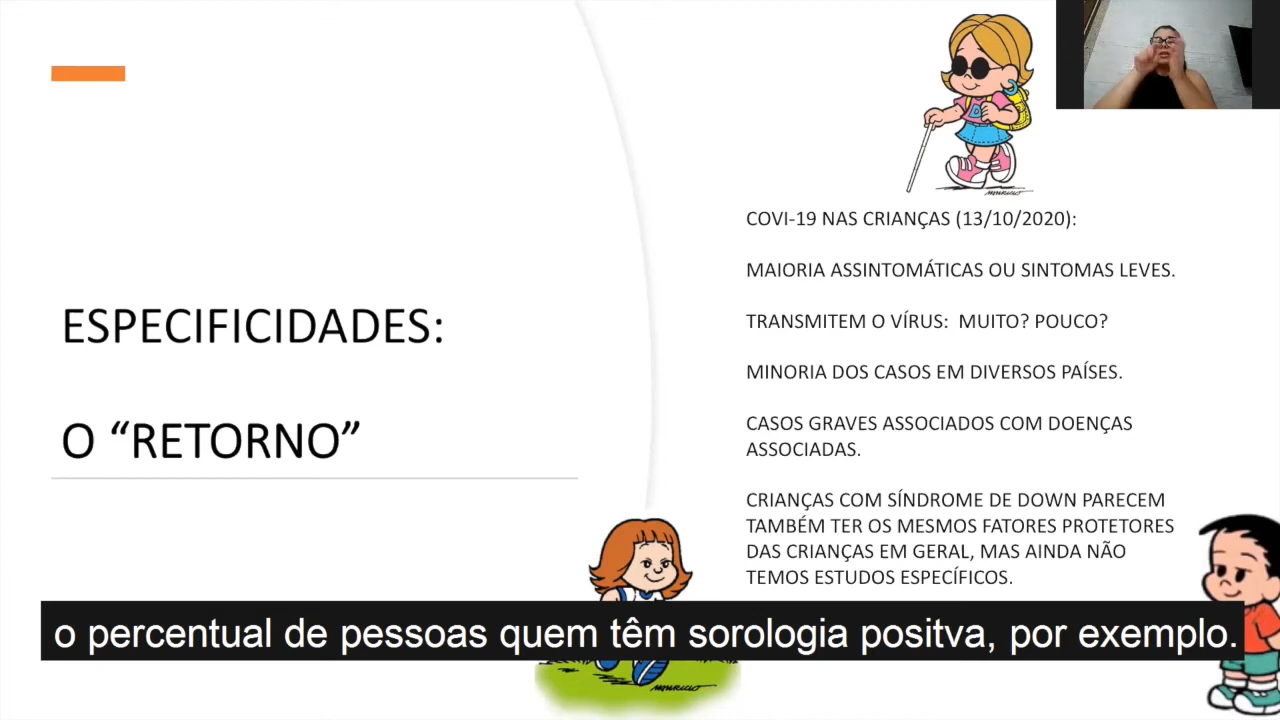 ESPECIFICIDADES:
O “RETORNO”
MAURICIO
COVI-19 NAS CRIANÇAS (13/10/2020):
MAIORIA ASSINTOMÁTICAS OU SINTOMAS LEVES.
TRANSMITEM O VÍRUS:  MUITO? POUCO?
MINORIA DOS CASOS EM DIVERSOS PAÍSES.
CASOS GRAVES ASSOCIADOS COM DOENÇAS
ASSOCIADAS.
CRIANÇAS COM SÍNDROME DE DOWN PARECEM
TAMBÉM TER OS MESMOS FATORES PROTETORES
DAS CRIANÇAS EM GERAL, MAS AINDA NÃO
TEMOS ESTUDOS ESPECÍFICOS.
o percentual de pessoas quem têm sorologia positva, por exemplo.
MAURICIO